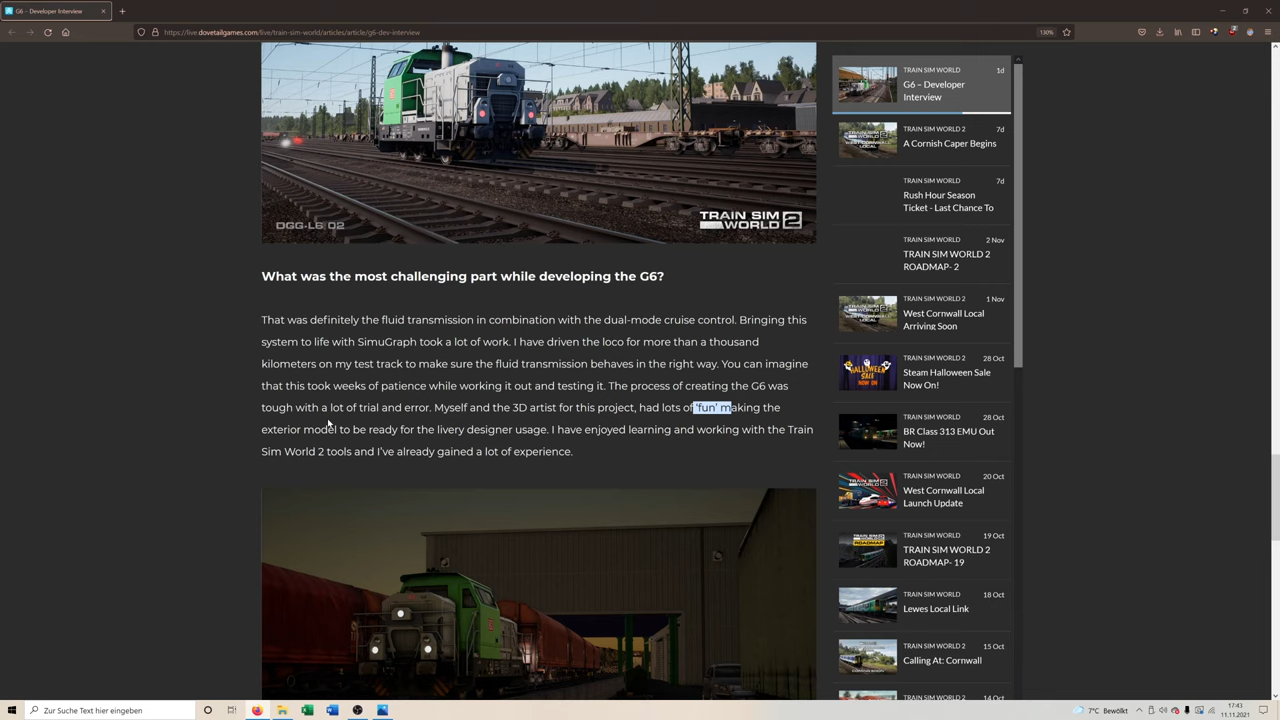 G6 – Developer Interview
https://live.dovetailgames.com/live/train-sim-world/articles/article/g6-dev-interview
130%
DGG-L6 02
TRAIN SIM
WORLD 2
What was the most challenging part while developing the G6?
That was definitely the fluid transmission in combination with the dual-mode cruise control. Bringing this
system to life with SimuGraph took a lot of work. I have driven the loco for more than a thousand
kilometers on my test track to make sure the fluid transmission behaves in the right way. You can imagine
that this took weeks of patience while working it out and testing it. The process of creating the G6 was
tough with a lot of trial and error. Myself and the 3D artist for this project, had lots of ‘fun’ making the
exterior model to be ready for the livery designer usage. I have enjoyed learning and working with the Train
Sim World 2 tools and I’ve already gained a lot of experience.
TRAIN SIM WORLD 1d
G6 – Developer
Interview
TRAIN SIM WORLD 2 7d
A Cornish Caper Begins
TRAIN SIM WORLD 7d
Rush Hour Season
Ticket - Last Chance To
TRAIN SIM WORLD 2 Nov
TRAIN SIM WORLD 2
ROADMAP- 2
TRAIN SIM WORLD 2 1 Nov
West Cornwall Local
Arriving Soon
TRAIN SIM WORLD 2 28 Oct
Steam Halloween Sale
Now On!
TRAIN SIM WORLD 2 28 Oct
BR Class 313 EMU Out
Now!
TRAIN SIM WORLD 2 20 Oct
West Cornwall Local
Launch Update
TRAIN SIM WORLD 2 19 Oct
TRAIN SIM WORLD 2
ROADMAP- 19
TRAIN SIM WORLD 2 18 Oct
Lewes Local Link
TRAIN SIM WORLD 2 15 Oct
Calling At: Cornwall
TRAIN SIM WORLD 2 14 Oct
Zur Suche Text hier eingeben
7°C Bewölkt
17:43
11.11.2021